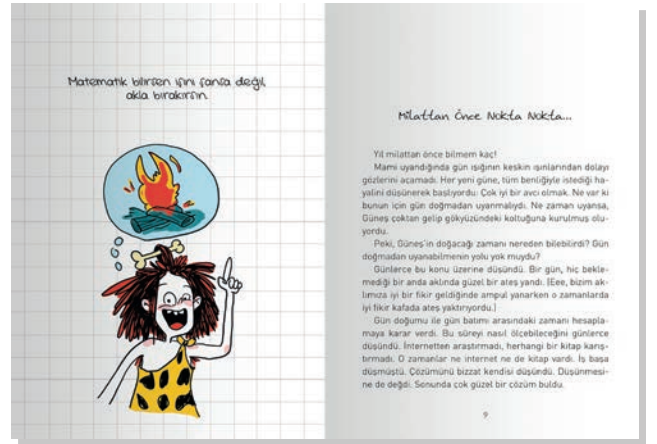 Matematik bilirsen işini şansa değil,
akla bırakırsın.
Milattan Önce Nokta Nokta...
Yıl milattan önce bilmem kaç!
Mami uyandığında gün ışığının keskin ışınlarından dolayı
gözlerini açamadı. Her yeni güne, tüm benliğiyle istediği ha-
yalini düşünerek başlıyordu: Çok iyi bir avcı olmak. Ne var ki
bunun için gün doğmadan uyanmalıydı. Ne zaman uyansa,
Güneş çoktan gelip gökyüzündeki koltuğuna kurulmuş olu-
yordu.
Peki, Güneş'in doğacağı zamanı nereden bilebilirdi? Gün
doğmadan uyanabilmenin yolu yok muydu?
Günlerce bu konu üzerine düşündü. Bir gün, hiç bekle-
mediği bir anda aklında güzel bir ateş yandı. (Eee, bizim ak-
lımıza iyi bir fikir geldiğinde ampul yanarken o zamanlarda
iyi fikir kafada ateş yaktırıyordu.)
Gün doğumu ile gün batımı arasındaki zamanı hesapla-
maya karar verdi. Bu süreyi nasıl ölçebileceğini günlerce
düşündü. İnternetten araştırmadı, herhangi bir kitap karış-
tırmadı. O zamanlar ne internet ne de kitap vardı. İş başa
düşmüştü. Çözümünü bizzat kendisi düşündü. Düşünmesi-
ne de değdi. Sonunda çok güzel bir çözüm buldu.
9